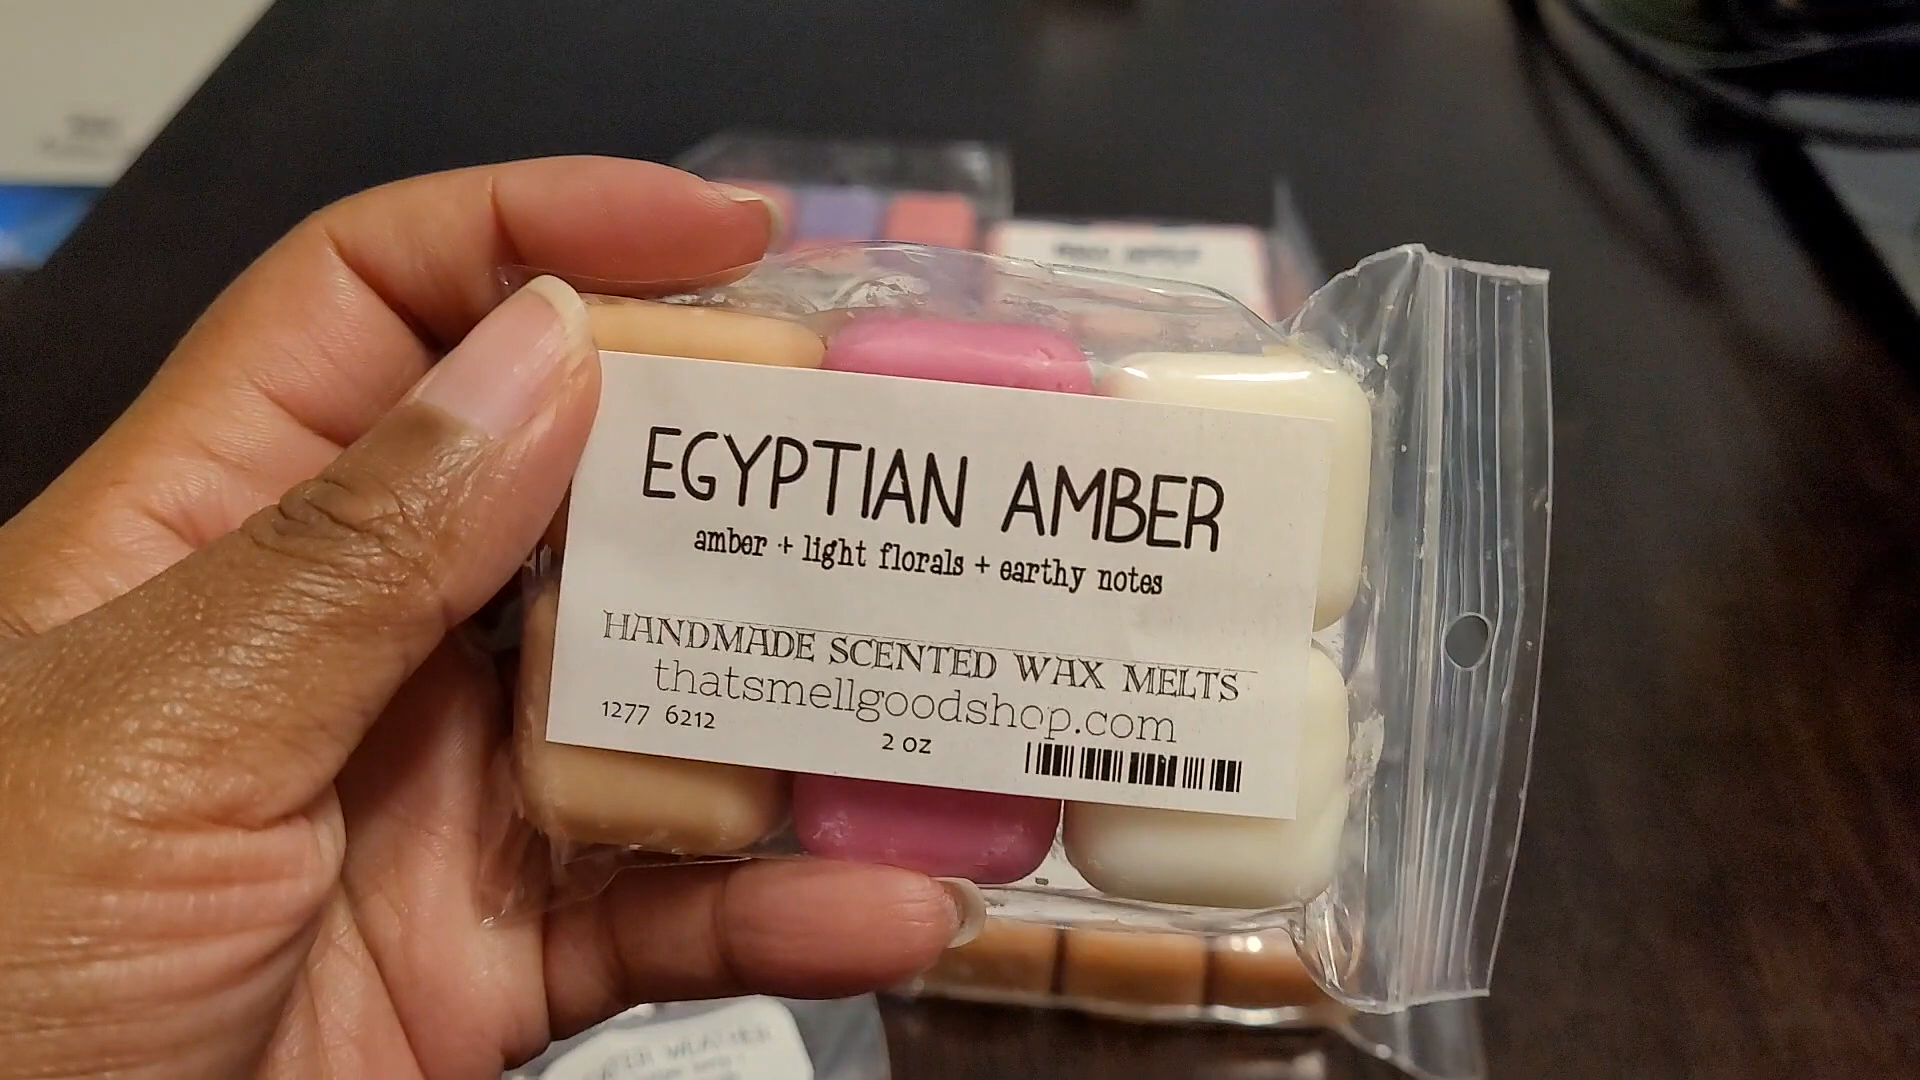 EGYPTIAN AMBER
amber + light florals + earthy notes
HANDMADE SCENTED WAX MELTS
thatsmellgoodshop.com
1277 6212
2 oz